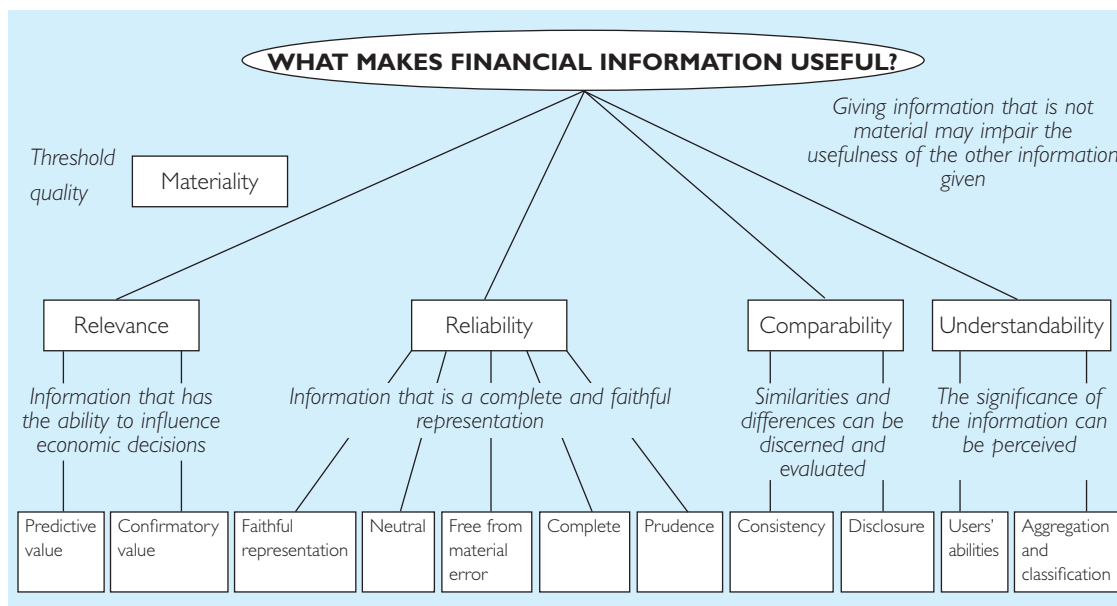 WHAT MAKES FINANCIAL INFORMATION USEFUL?
Giving information that is not
material may impair the
usefulness of the other information
given
Threshold
quality
Materiality
Relevance
Reliability
Comparability
Understandability
Information that has
the ability to influence
economic decisions
Information that is a complete and faithful
representation
Similarities and
differences can be
discerned and
evaluated
The significance of
the information can
be perceived
Predictive
value
Confirmatory
value
Faithful
representation
Neutral
Free from
material
error
Complete
Prudence
Consistency
Disclosure
Users’
abilities
Aggregation
and
classification